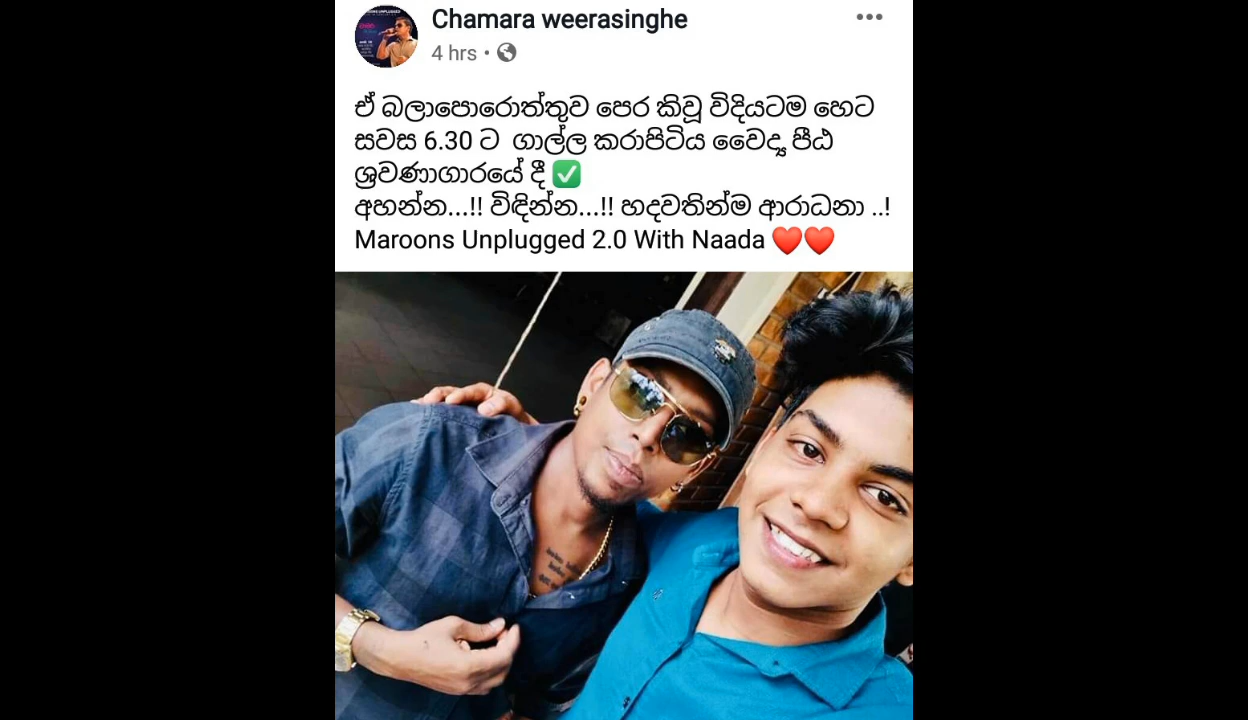 Chamara weerasinghe
4 hrs •
ඒ බලාපොරොත්තුව පෙර කිවූ විදියටම හෙට
සවස 6.30 ට ගාල්ල කරාපිටිය වෛද්‍ය පීඨ
ශ්‍රවණාගාරයේ දී ✅
අහන්න...!! විඳින්න...!! හදවතින්ම ආරාධනා ..!
Maroons Unplugged 2.0 With Naada ❤️❤️